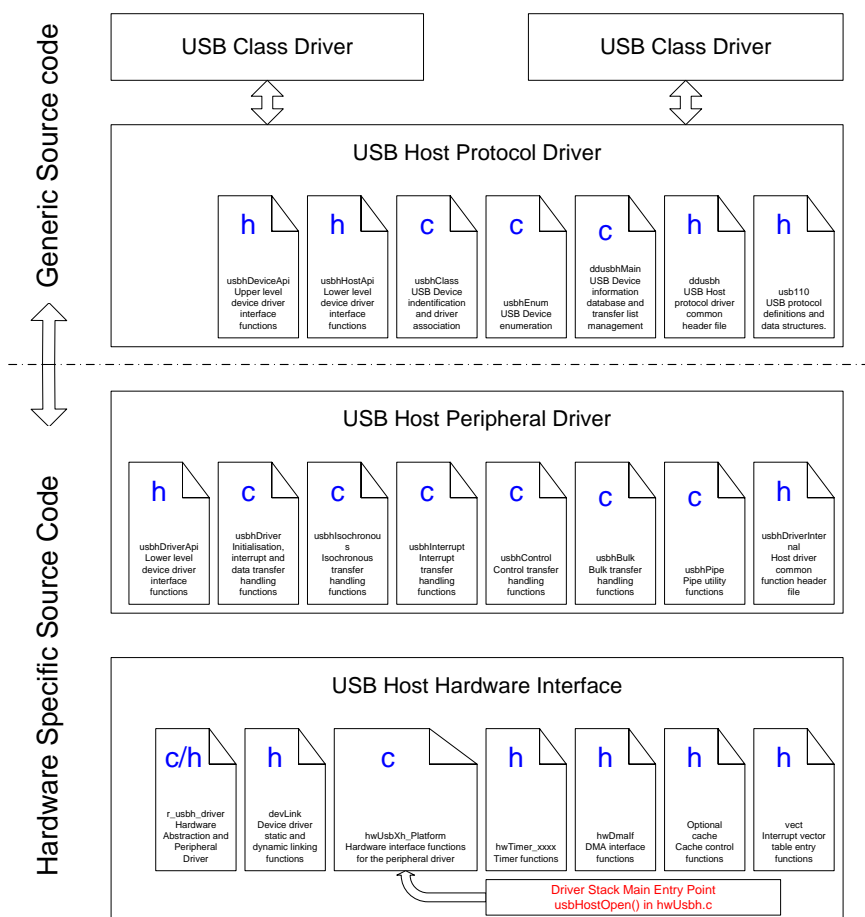 Generic Source code
USB Class Driver
USB Class Driver
USB Host Protocol Driver
h
usbhDeviceApi
Upper level
device driver
interface
functions
h
usbhHostApi
Lower level
device driver
interface
functions
c
usbhClass
USB Device
indentification
and driver
association
c
usbhEnum
USB Device
enumeration
c
ddusbhMain
USB Device
information
database and
transfer list
management
h
ddusbh
USB Host
protocol driver
common
header file
h
usb110
USB protocol
definitions and
data structures.
Hardware Specific Source Code
USB Host Peripheral Driver
h
usbhDriverApi
Lower level
device driver
interface
functions
c
usbhDriver
Initialisation,
interrupt and
data transfer
handling
functions
c
usbhIsochronou
s
Isochronous
transfer
handling
functions
c
usbhInterrupt
Interrupt
transfer
handling
functions
c
usbhControl
Control transfer
handling
functions
c
usbhBulk
Bulk transfer
handling
functions
c
usbhPipe
Pipe utility
functions
h
usbhDriverInter
nal
Host driver
common
function header
file
USB Host Hardware Interface
c/h
r_usbh_driver
Hardware
Abstraction and
Peripheral
Driver
h
devLink
Device driver
static and
dynamic linking
functions
c
hwUsbXh_Platform
Hardware interface functions
for the peripheral driver
h
hwTimer_xxxx
Timer functions
h
hwDmaIf
DMA interface
functions
h
Optional
cache
Cache control
functions
h
vect
Interrupt vector
table entry
functions
Driver Stack Main Entry Point
usbHostOpen() in hwUsbh.c